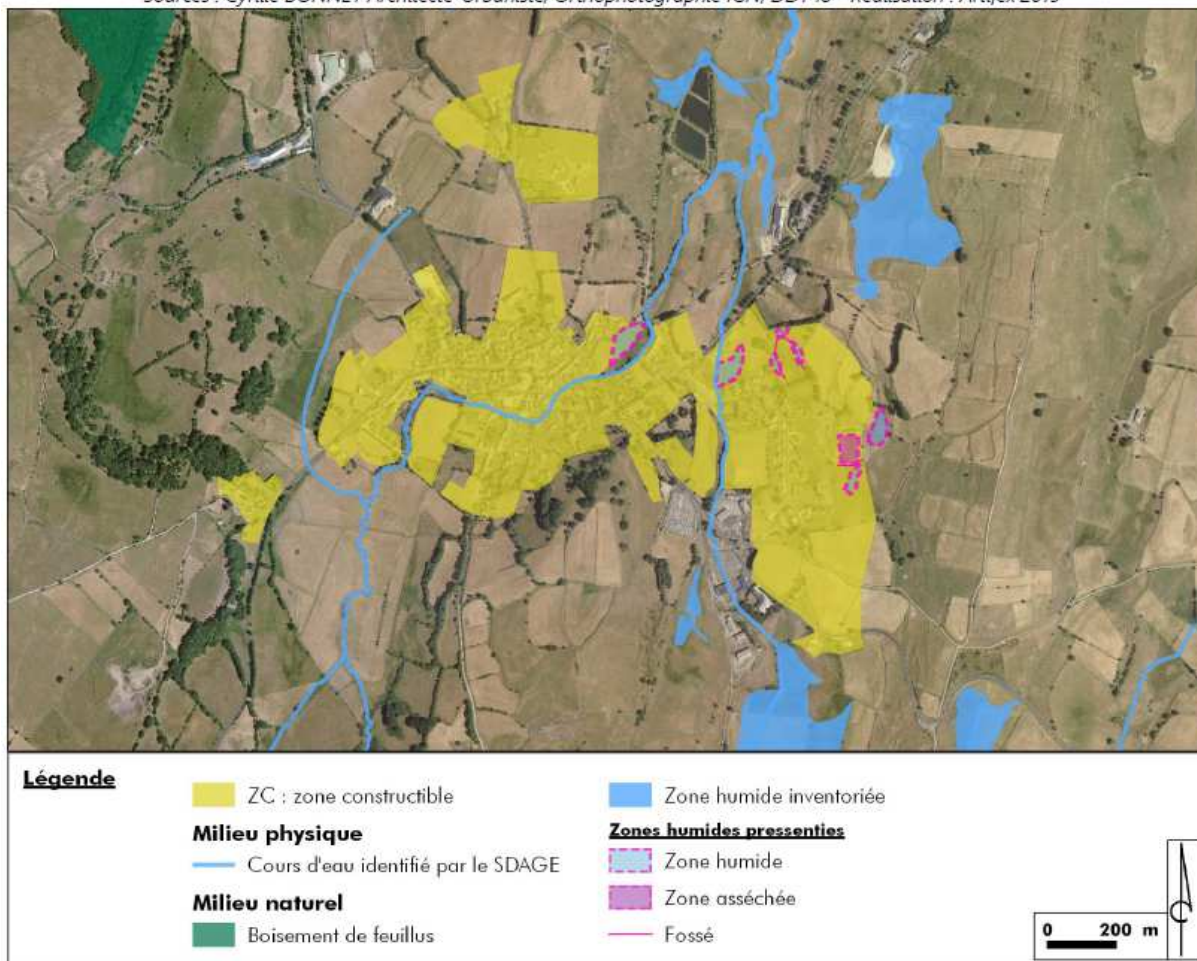 Légende
ZC : zone constructible
Milieu physique
Cours d'eau identifié par le SDAGE
Milieu naturel
Boisement de feuillus
Zone humide inventoriée
Zones humides pressenties
Zone humide
Zone asséchée
Fossé
0 200 m